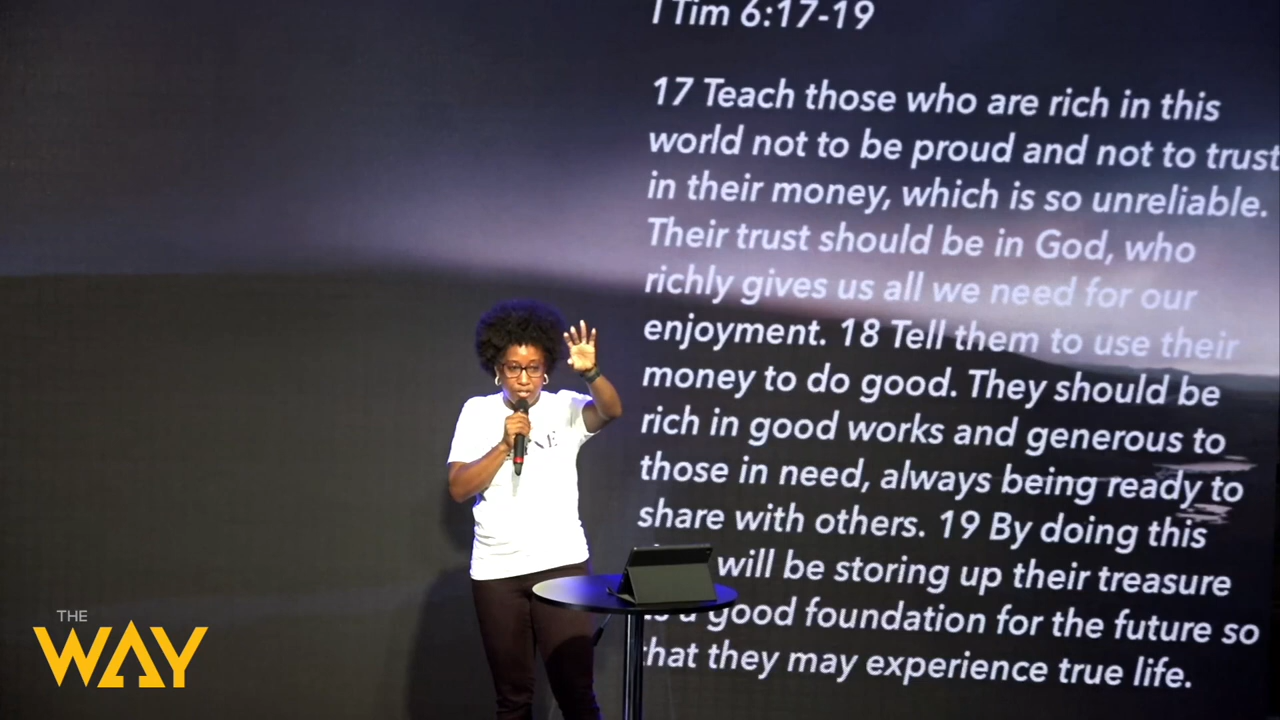 I Tim 6:17-19
17 Teach those who are rich in this
world not to be proud and not to trust
in their money, which is so unreliable.
Their trust should be in God, who
richly gives us all we need for our
enjoyment. 18 Tell them to use their
money to do good. They should be
rich in good works and generous to
those in need, always being ready to
share with others. 19 By doing this
will be storing up their treasure
as a good foundation for the future so
that they may experience true life.
THE
WAY